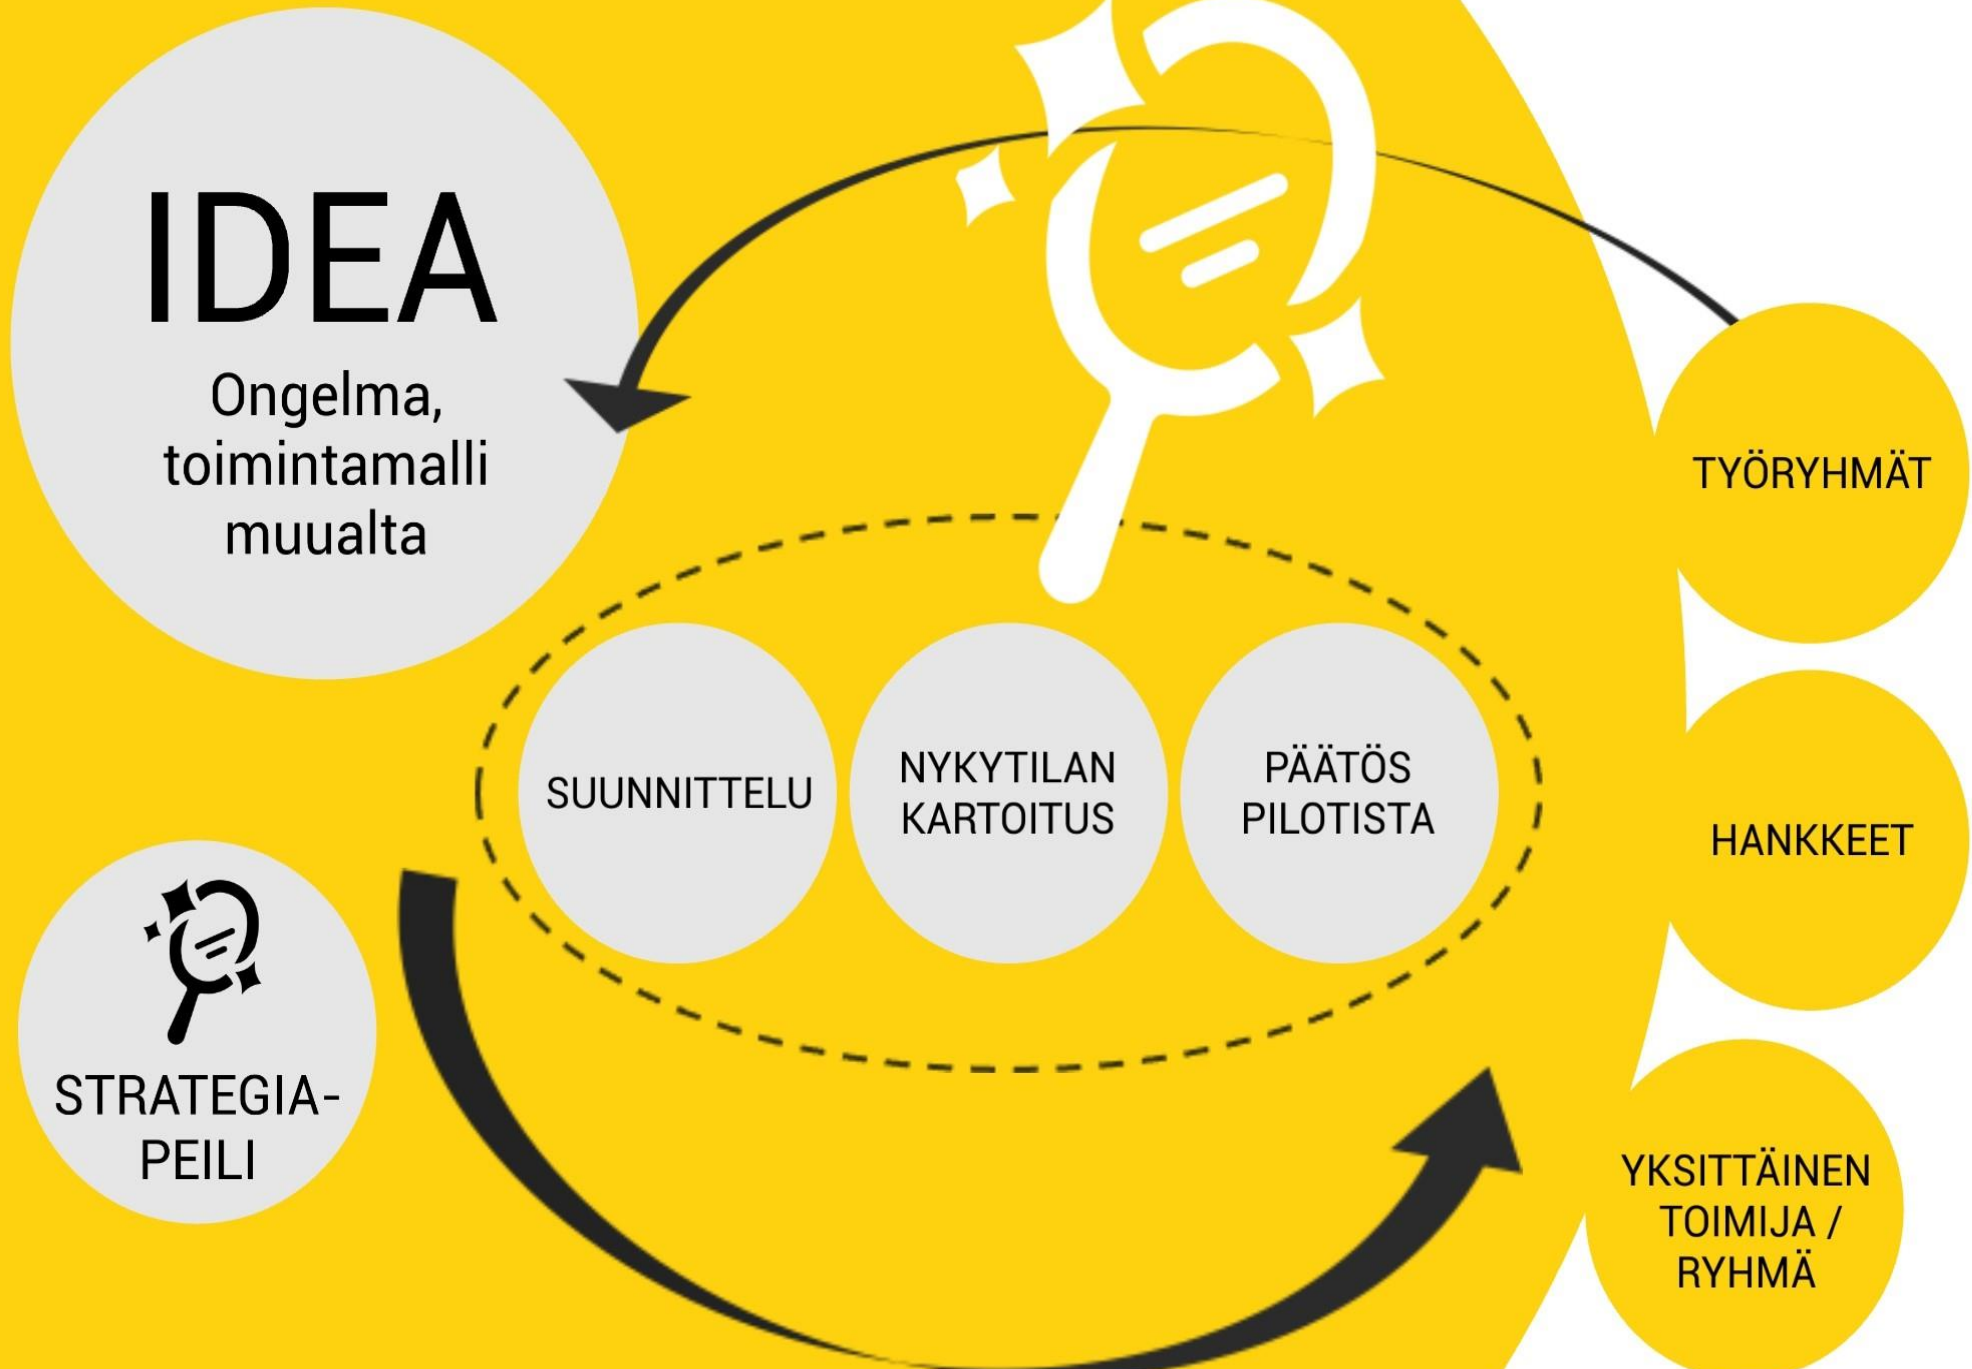 IDEA
Ongelma,
toimintamalli
muualta
TYÖRYHMÄT
SUUNNITTELU
NYKYTILAN
KARTOITUS
PÄÄTÖS
PILOTISTA
HANKKEET
STRATEGIA-
PEILI
YKSITTÄINEN
TOIMIJA /
RYHMÄ